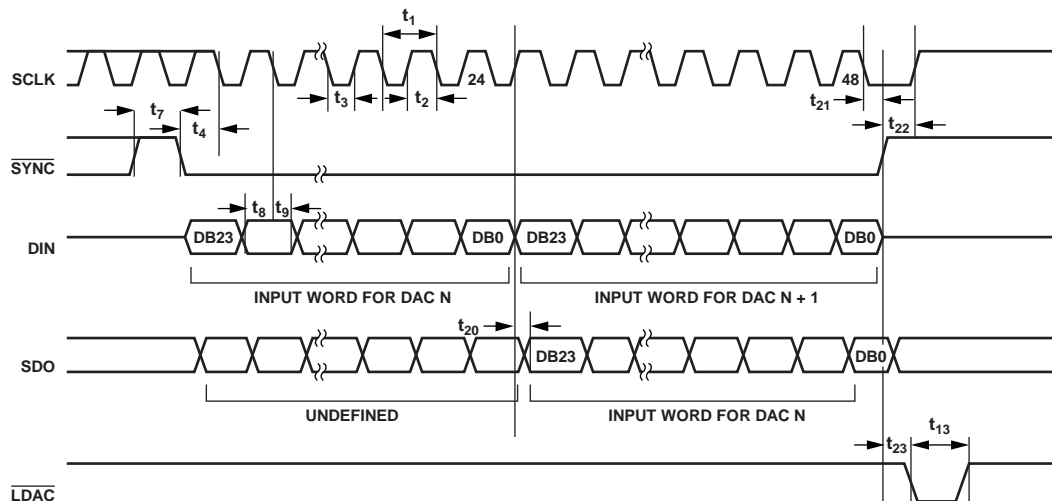 t1
SCLK
24
48
t3
t2
t21
t7
t4
t22
SYNC
t8
t9
DIN
DB23
DB0
DB23
DB0
INPUT WORD FOR DAC N
INPUT WORD FOR DAC N + 1
t20
SDO
DB23
DB0
UNDEFINED
INPUT WORD FOR DAC N
t23
t13
LDAC